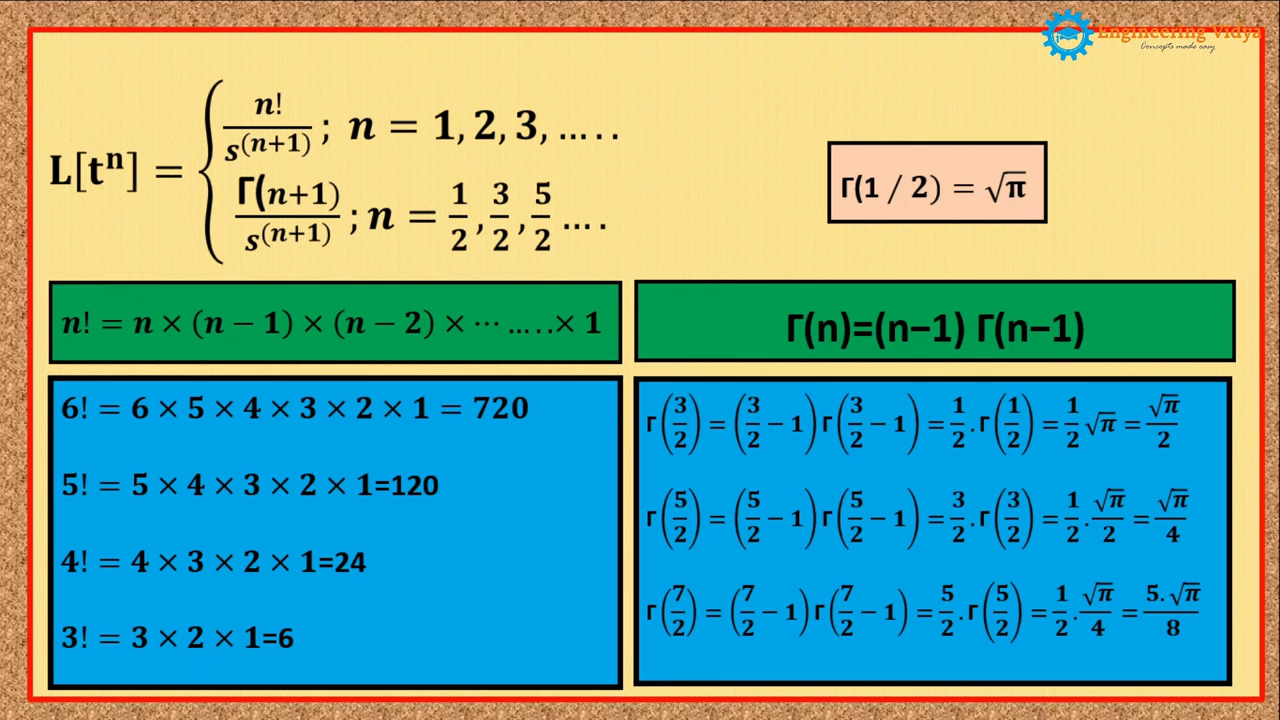 Engineering Vidya
Concepts made easy
L[tⁿ] = { n!/s^(n+1) ; n = 1, 2, 3, .....
Γ(n+1)/s^(n+1) ; n = 1/2, 3/2, 5/2 ....
Γ(1 / 2) = √π
n! = n × (n − 1) × (n − 2) × ⋯ ... . . × 1
Γ(n)=(n−1) Γ(n−1)
6! = 6 × 5 × 4 × 3 × 2 × 1 = 720
5! = 5 × 4 × 3 × 2 × 1=120
4! = 4 × 3 × 2 × 1=24
3! = 3 × 2 × 1=6
Γ(3/2) = (3/2 − 1) Γ(3/2 − 1) = 1/2 . Γ(1/2) = 1/2 √π = √π/2
Γ(5/2) = (5/2 − 1) Γ(5/2 − 1) = 3/2 . Γ(3/2) = 1/2 . √π/2 = √π/4
Γ(7/2) = (7/2 − 1) Γ(7/2 − 1) = 5/2 . Γ(5/2) = 1/2 . √π/4 = 5. √π/8